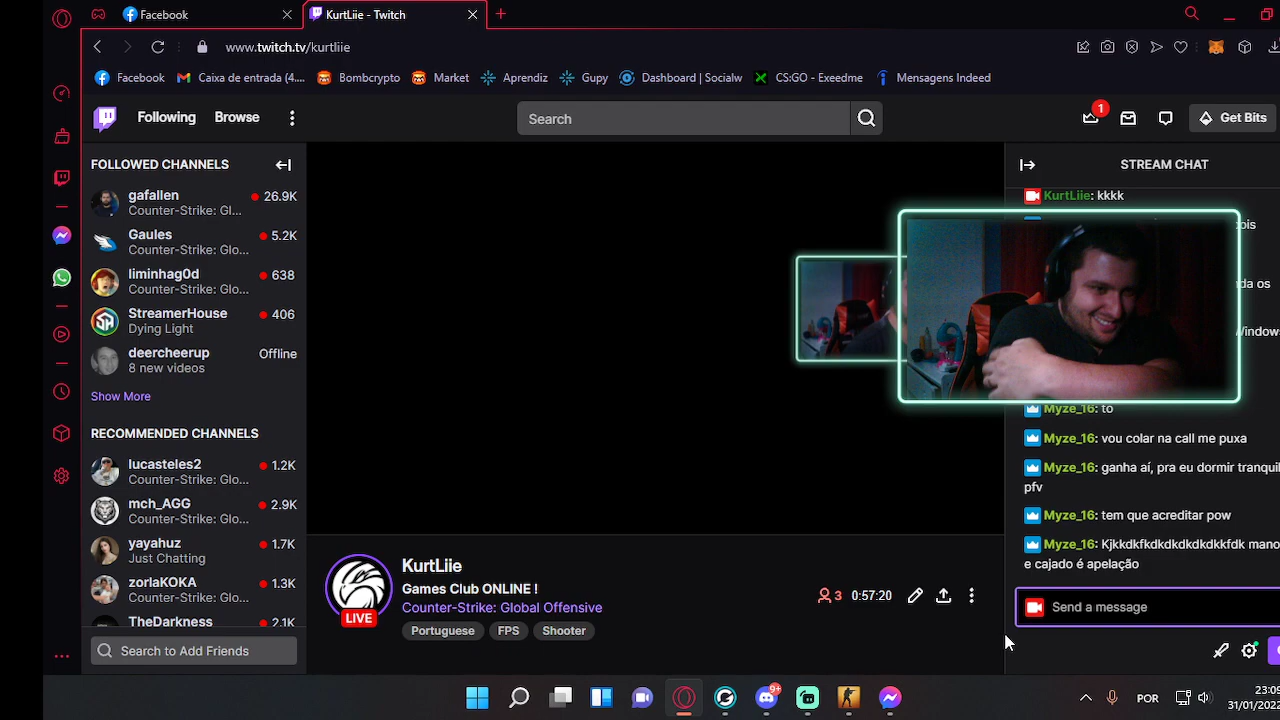 Facebook
KurtLiie - Twitch
www.twitch.tv/kurtliie
Facebook
Caixa de entrada (4....
Bombcrypto
Market
Aprendiz
Gupy
Dashboard | Socialw
CS:GO - Exeedme
Mensagens Indeed
Following
Browse
Search
1
Get Bits
FOLLOWED CHANNELS
gafallen 26.9K
Counter-Strike: Gl...
Gaules 5.2K
Counter-Strike: Glo...
liminhag0d 638
Counter-Strike: Glo...
StreamerHouse 406
Dying Light
deercheerup Offline
8 new videos
Show More
RECOMMENDED CHANNELS
lucasteles2 1.2K
Counter-Strike: Glo...
mch_AGG 2.9K
Counter-Strike: Glo...
yayahuz 1.7K
Just Chatting
zorlaKOKA 1.3K
Counter-Strike: Glo...
TheDarkness 2.1K
Search to Add Friends
LIVE
KurtLiie
Games Club ONLINE !
Counter-Strike: Global Offensive
Portuguese
FPS
Shooter
3
0:57:20
STREAM CHAT
KurtLiie: kkkk
Myze_16: to
Myze_16: vou colar na call me puxa
Myze_16: ganha aí, pra eu dormir tranquil
pfv
Myze_16: tem que acreditar pow
Myze_16: Kjkkdkfkdkdkdkdkkfdk mano
e cajado é apelação
Send a message
9+
POR
23:0
31/01/202